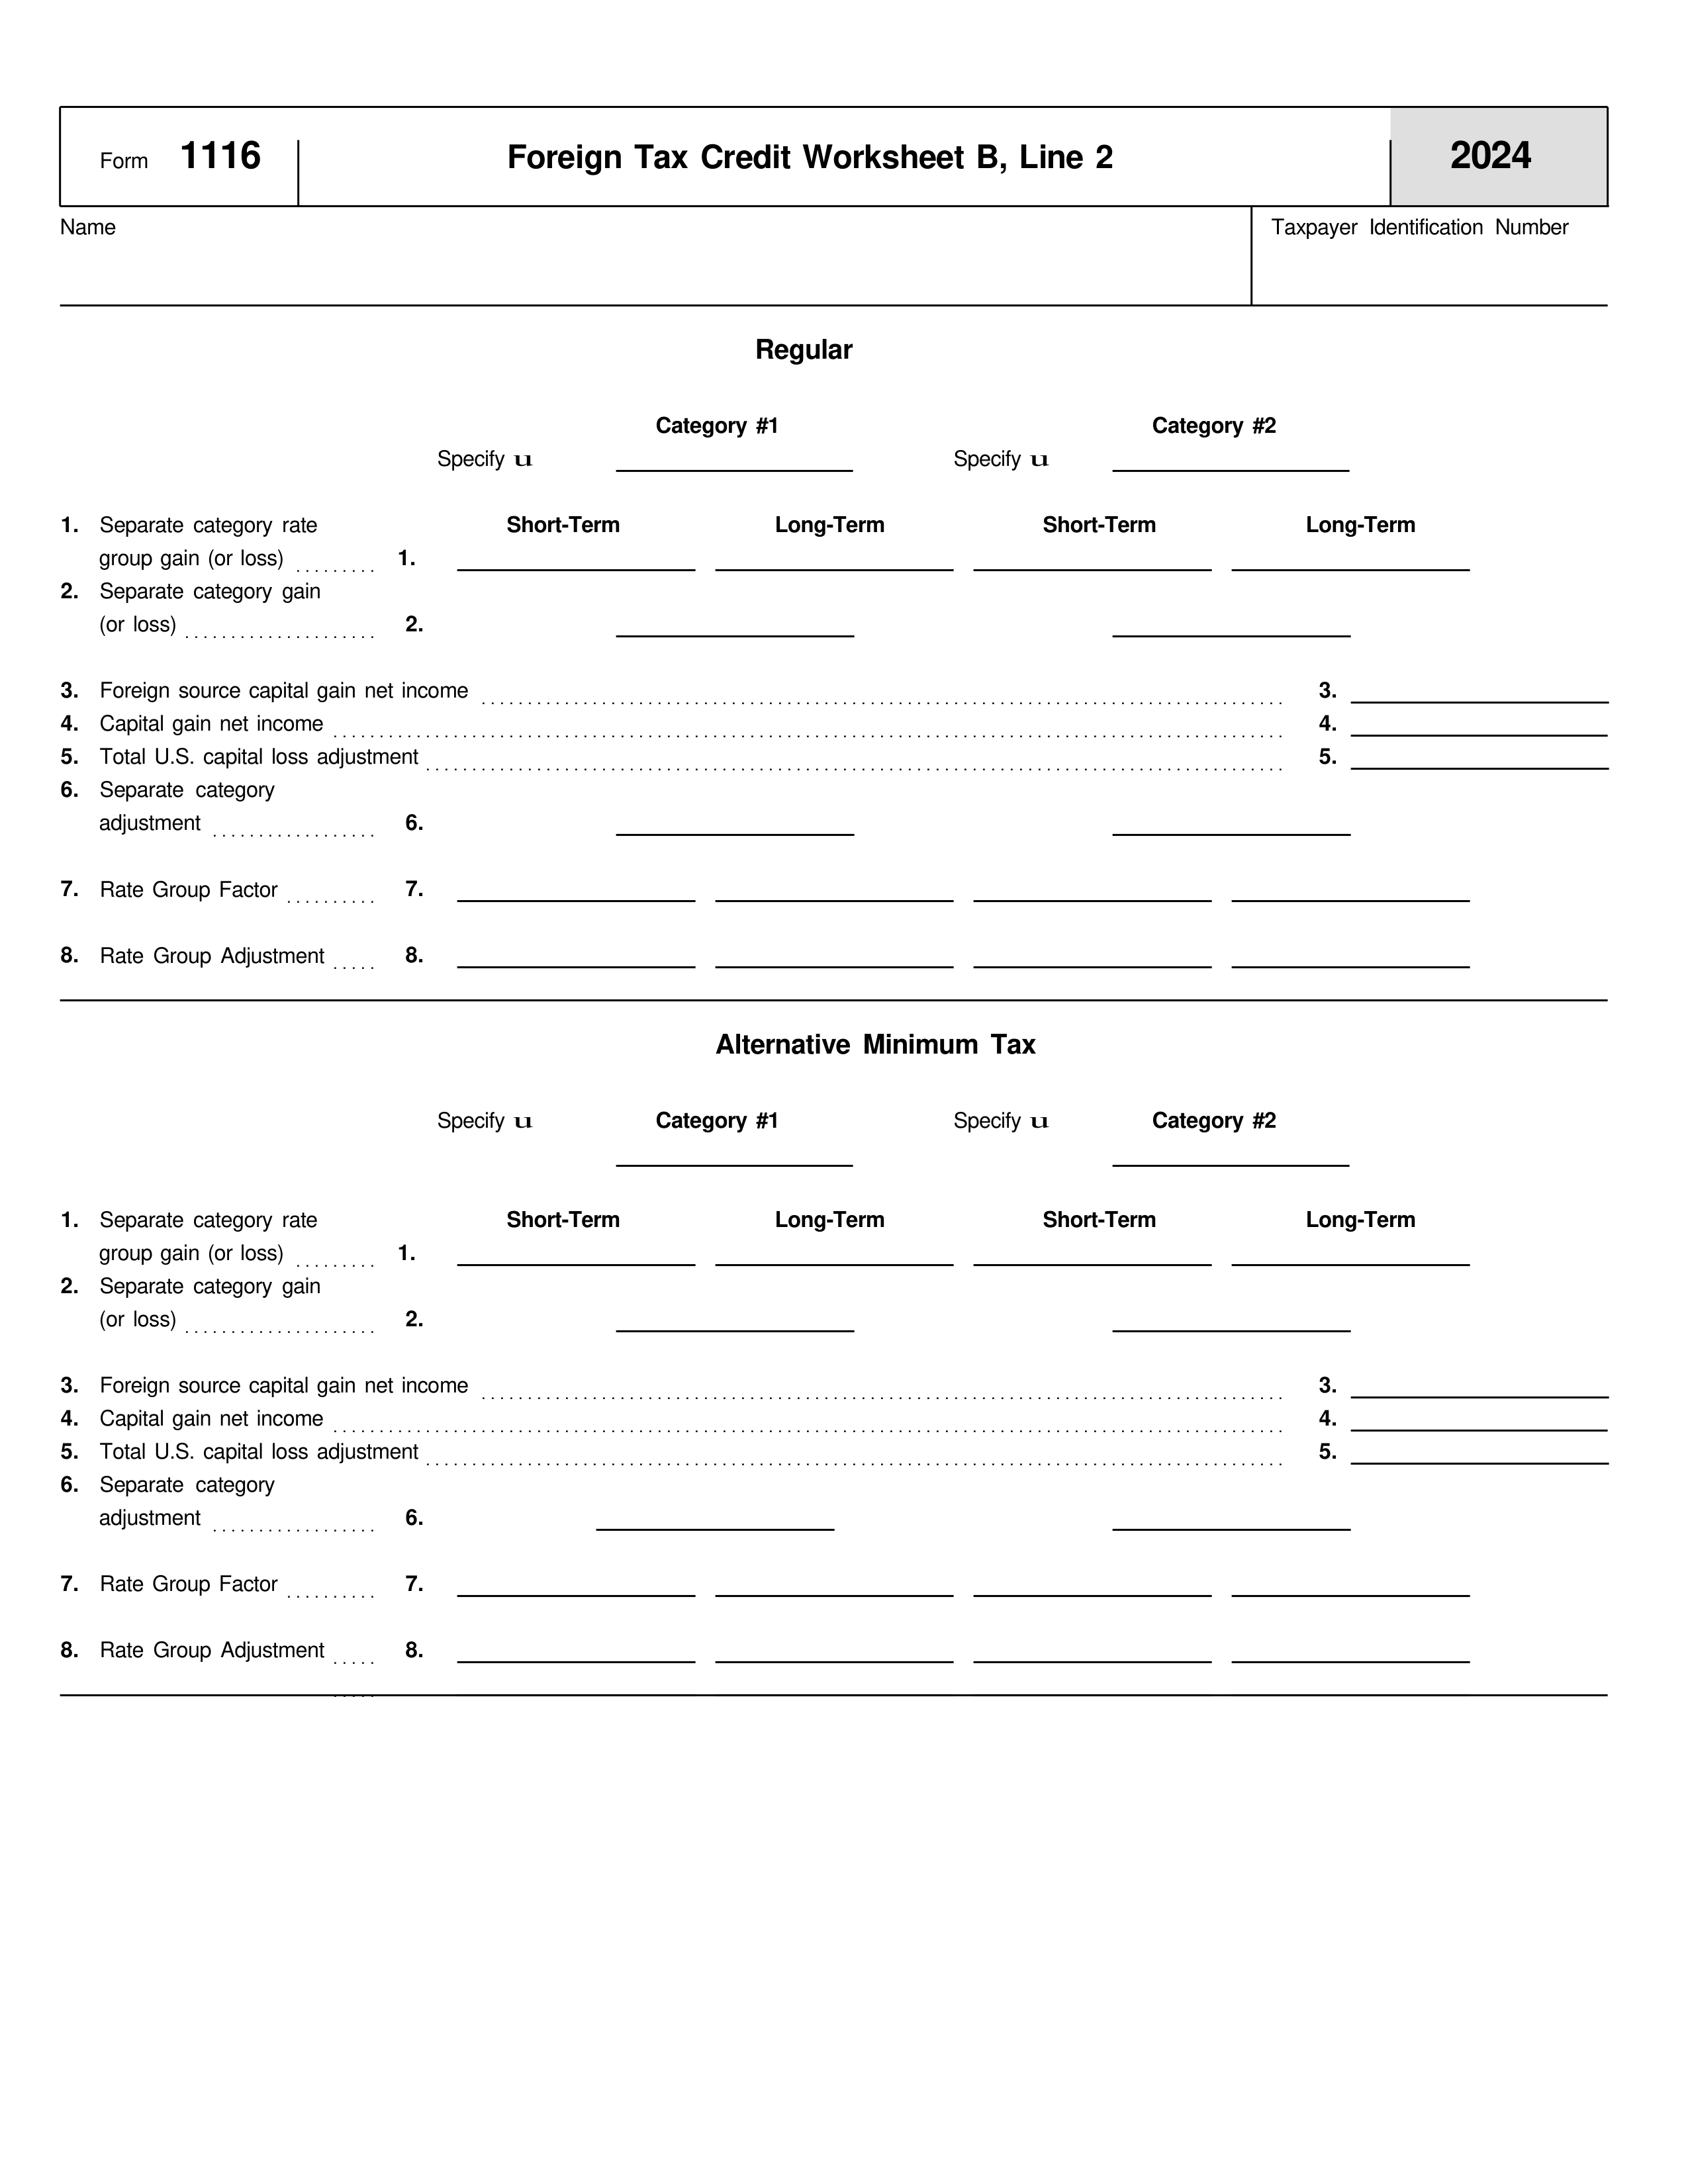 Form 1116 Foreign Tax Credit Worksheet B, Line 2 2024
Name Taxpayer Identification Number
Regular
Category #1 Category #2
Specify u Specify u
1. Separate category rate Short-Term Long-Term Short-Term Long-Term
group gain (or loss) ......... 1.
2. Separate category gain
(or loss) ..................... 2.
3. Foreign source capital gain net income ........ 3.
4. Capital gain net income ........ 4.
5. Total U.S. capital loss adjustment ........ 5.
6. Separate category
adjustment .................. 6.
7. Rate Group Factor .......... 7.
8. Rate Group Adjustment ..... 8.
Alternative Minimum Tax
Specify u Category #1 Specify u Category #2
1. Separate category rate Short-Term Long-Term Short-Term Long-Term
group gain (or loss) ......... 1.
2. Separate category gain
(or loss) ..................... 2.
3. Foreign source capital gain net income ........ 3.
4. Capital gain net income ........ 4.
5. Total U.S. capital loss adjustment ........ 5.
6. Separate category
adjustment .................. 6.
7. Rate Group Factor .......... 7.
8. Rate Group Adjustment ..... 8.